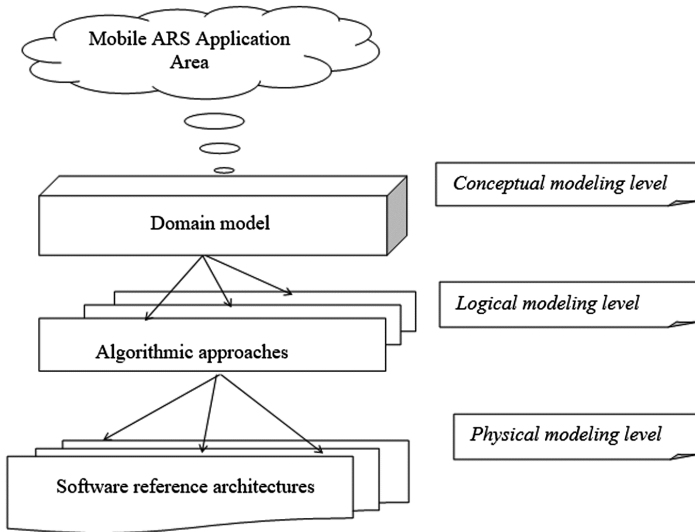 Mobile ARS Application
Area
Conceptual modeling level
Domain model
Logical modeling level
Algorithmic approaches
Physical modeling level
Software reference architectures